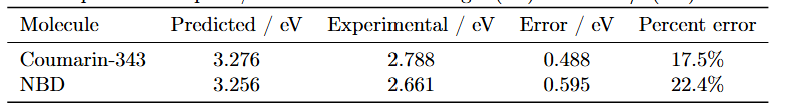 Molecule Predicted / eV Experimental / eV Error / eV Percent error
Coumarin-343 3.276 2.788 0.488 17.5%
NBD 3.256 2.661 0.595 22.4%